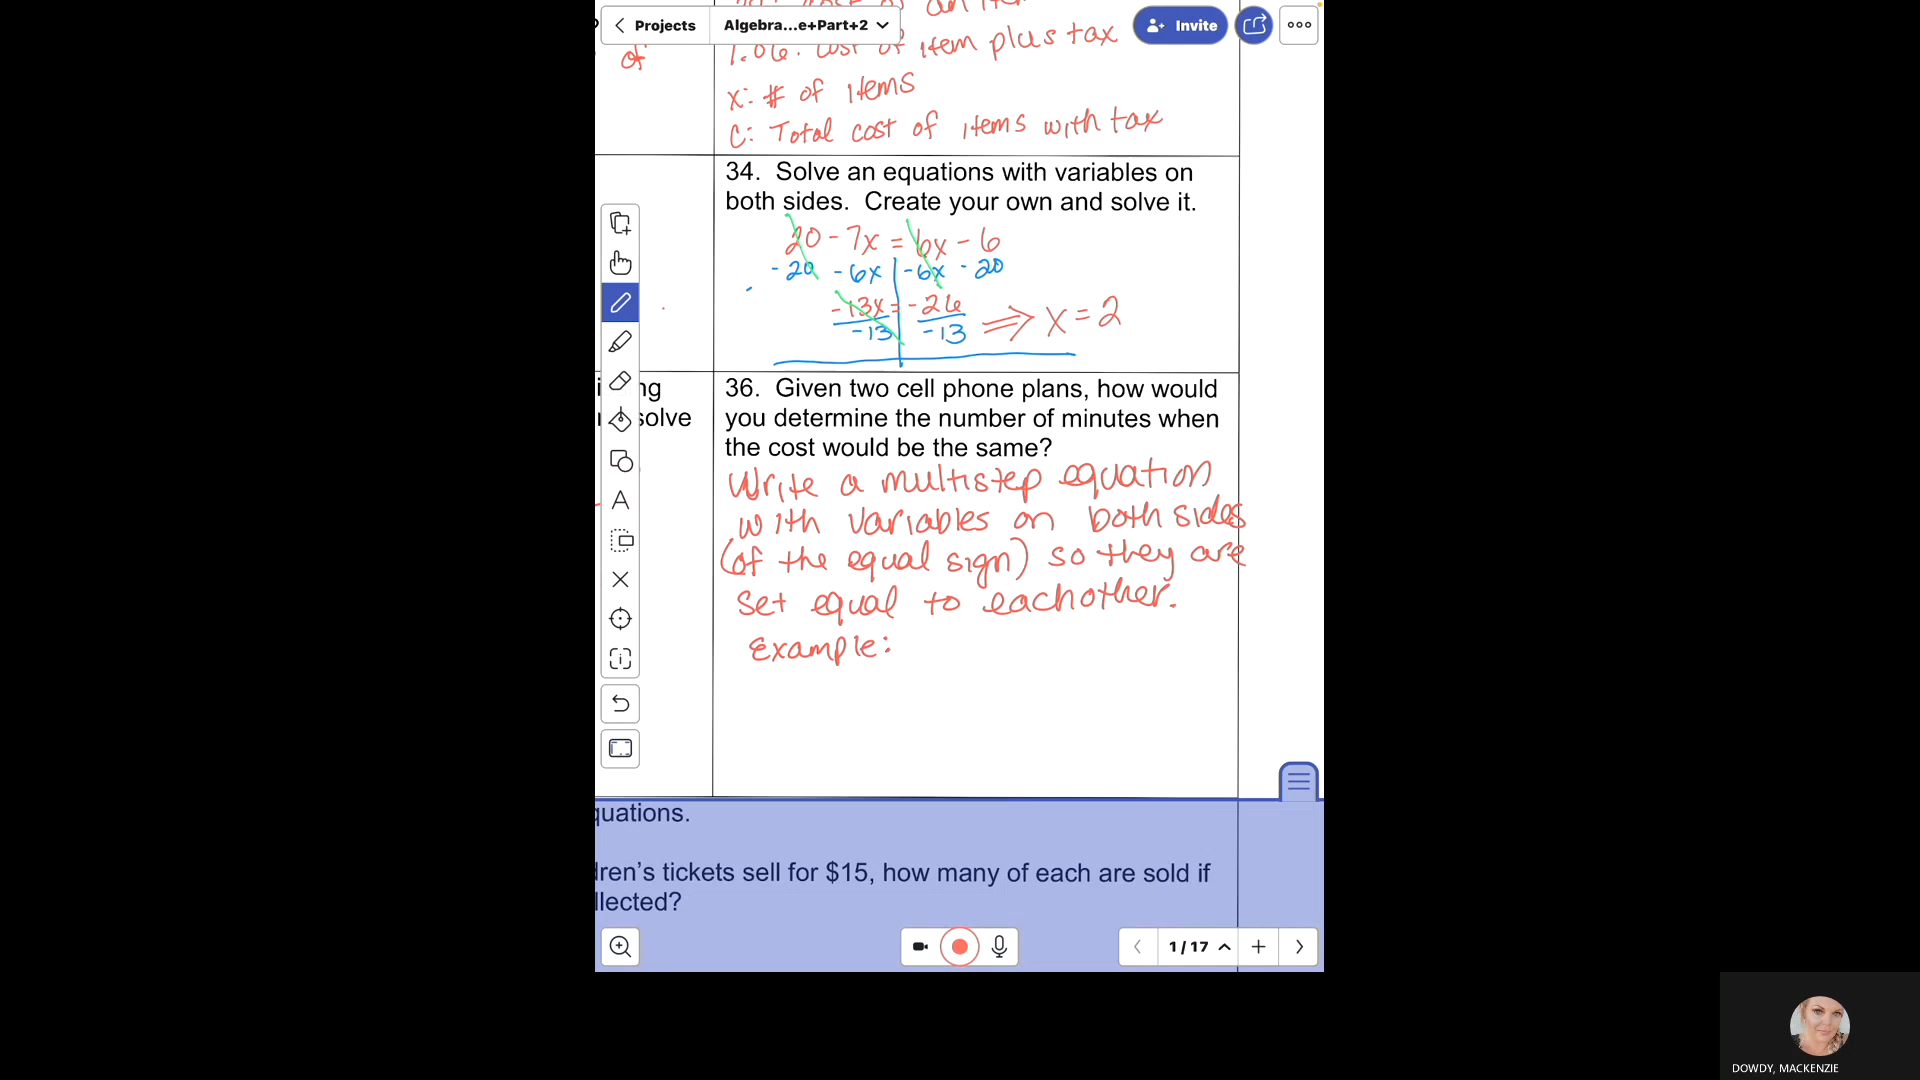 Projects
Algebra...e+Part+2
Invite
of
1.06: cost of item plus tax
x: # of items
C: Total cost of items with tax
34. Solve an equations with variables on
both sides. Create your own and solve it.
20 - 7x = 6x - 6
- 20 - 6x - 6x - 20
-13x = -26
-13 -13 ⟹ x = 2
ng
solve
36. Given two cell phone plans, how would
you determine the number of minutes when
the cost would be the same?
Write a multistep equation
with variables on both sides
(of the equal sign) so they are
set equal to eachother.
Example:
quations.
dren's tickets sell for $15, how many of each are sold if
llected?
1 / 17
DOWDY, MACKENZIE